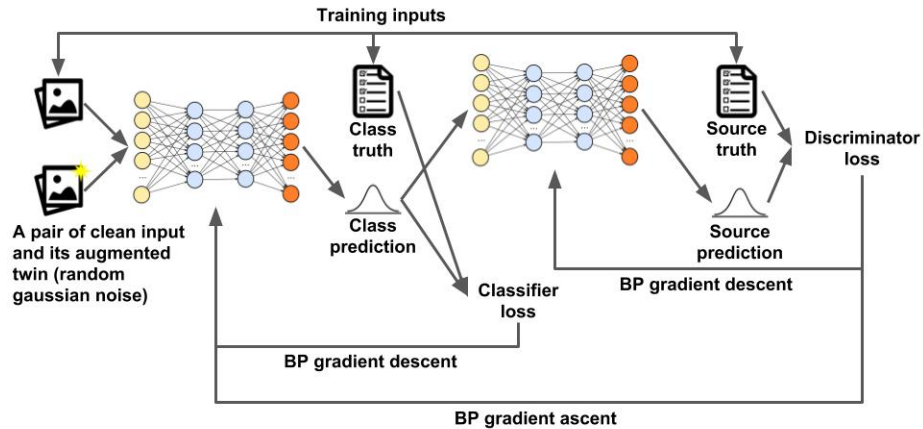 Training inputs
Class
truth
Source
truth
Discriminator
loss
Class
prediction
Source
prediction
A pair of clean input
and its augmented
twin (random
gaussian noise)
Classifier
loss
BP gradient descent
BP gradient descent
BP gradient ascent